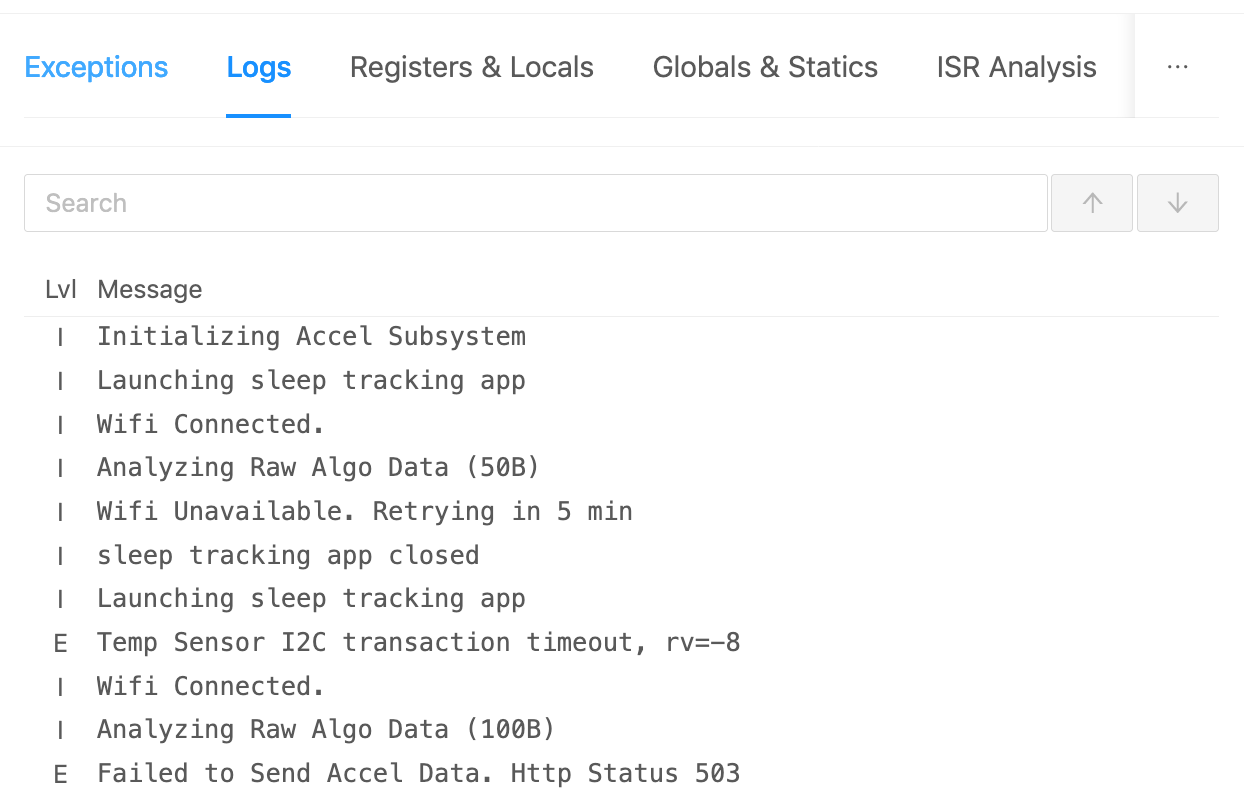 Exceptions Logs Registers & Locals Globals & Statics ISR Analysis ···
Search
Lvl Message
I Initializing Accel Subsystem
I Launching sleep tracking app
I Wifi Connected.
I Analyzing Raw Algo Data (50B)
I Wifi Unavailable. Retrying in 5 min
I sleep tracking app closed
I Launching sleep tracking app
E Temp Sensor I2C transaction timeout, rv=-8
I Wifi Connected.
I Analyzing Raw Algo Data (100B)
E Failed to Send Accel Data. Http Status 503